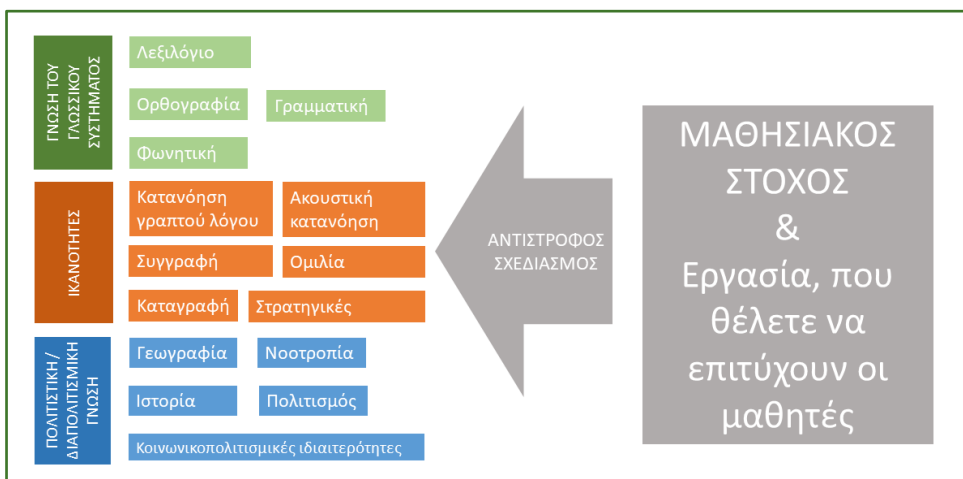 ΓΝΩΣΗ ΤΟΥ
ΓΛΩΣΣΙΚΟΥ
ΣΥΣΤΗΜΑΤΟΣ
Λεξιλόγιο
Ορθογραφία
Γραμματική
Φωνητική
ΙΚΑΝΟΤΗΤΕΣ
Κατανόηση
γραπτού λόγου
Ακουστική
κατανόηση
Συγγραφή
Ομιλία
Καταγραφή
Στρατηγικές
ΠΟΛΙΤΙΣΤΙΚΗ/
ΔΙΑΠΟΛΙΤΙΣΜΙΚΗ
ΓΝΩΣΗ
Γεωγραφία
Νοοτροπία
Ιστορία
Πολιτισμός
Κοινωνικοπολιτισμικές ιδιαιτερότητες
ΑΝΤΙΣΤΡΟΦΟΣ
ΣΧΕΔΙΑΣΜΟΣ
ΜΑΘΗΣΙΑΚΟΣ
ΣΤΟΧΟΣ
&
Εργασία, που
θέλετε να
επιτύχουν οι
μαθητές